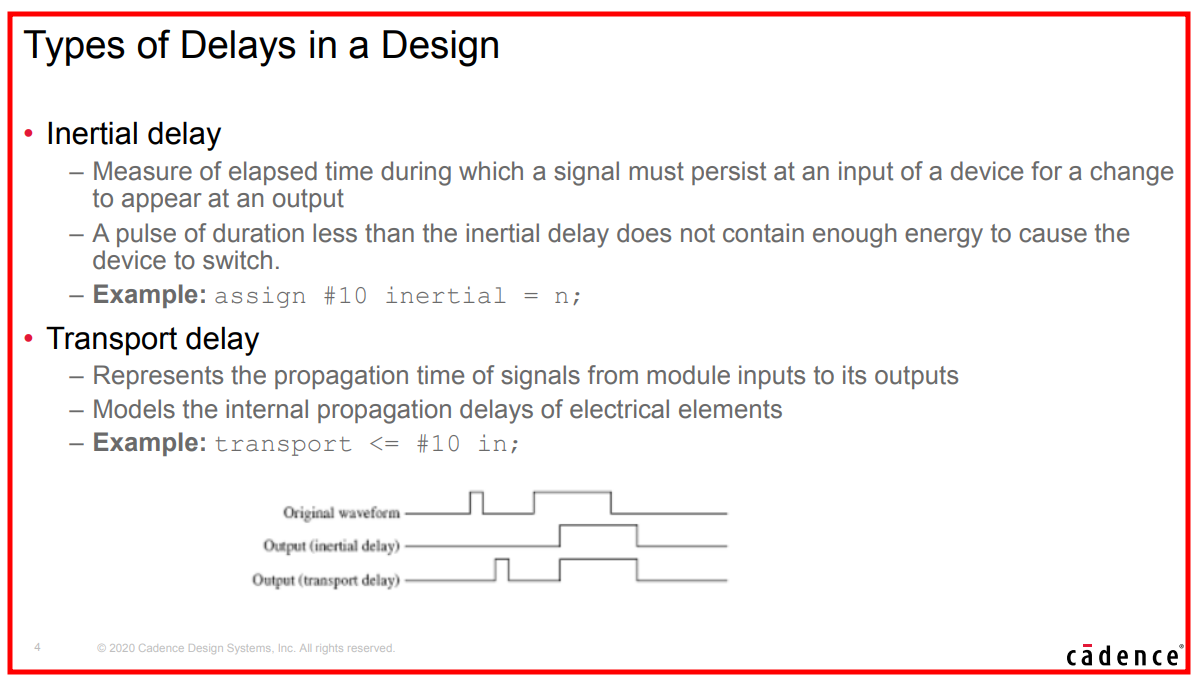 Types of Delays in a Design
• Inertial delay
– Measure of elapsed time during which a signal must persist at an input of a device for a change
to appear at an output
– A pulse of duration less than the inertial delay does not contain enough energy to cause the
device to switch.
– Example: assign #10 inertial = n;
• Transport delay
– Represents the propagation time of signals from module inputs to its outputs
– Models the internal propagation delays of electrical elements
– Example: transport <= #10 in;
Original waveform
Output (inertial delay)
Output (transport delay)
4 © 2020 Cadence Design Systems, Inc. All rights reserved.
cādence®